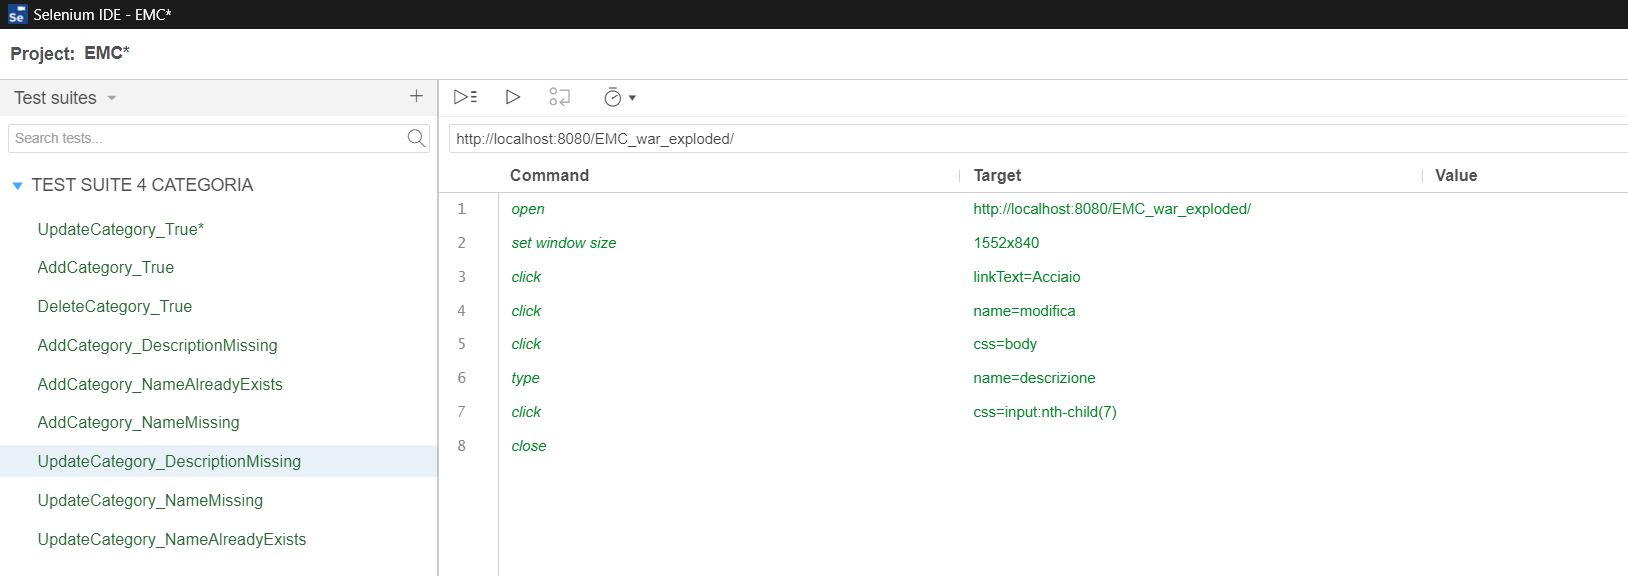 Se Selenium IDE - EMC*
Project: EMC*
Test suites
Search tests...
TEST SUITE 4 CATEGORIA
UpdateCategory_True*
AddCategory_True
DeleteCategory_True
AddCategory_DescriptionMissing
AddCategory_NameAlreadyExists
AddCategory_NameMissing
UpdateCategory_DescriptionMissing
UpdateCategory_NameMissing
UpdateCategory_NameAlreadyExists
http://localhost:8080/EMC_war_exploded/
Command Target Value
1 open http://localhost:8080/EMC_war_exploded/
2 set window size 1552x840
3 click linkText=Acciaio
4 click name=modifica
5 click css=body
6 type name=descrizione
7 click css=input:nth-child(7)
8 close